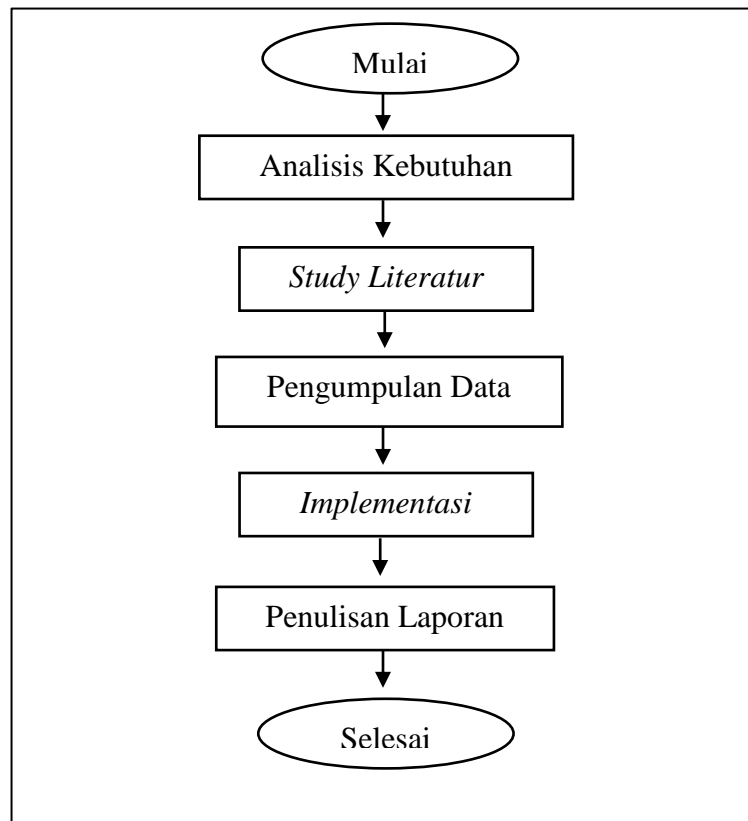 Mulai
Analisis Kebutuhan
Study Literatur
Pengumpulan Data
Implementasi
Penulisan Laporan
Selesai